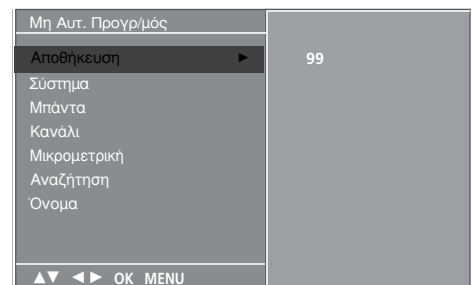 Μη Αυτ. Προγρ/μός
Αποθήκευση ► 99
Σύστημα
Μπάντα
Κανάλι
Μικρομετρική
Αναζήτηση
Όνομα
▲▼ ◄► OK MENU